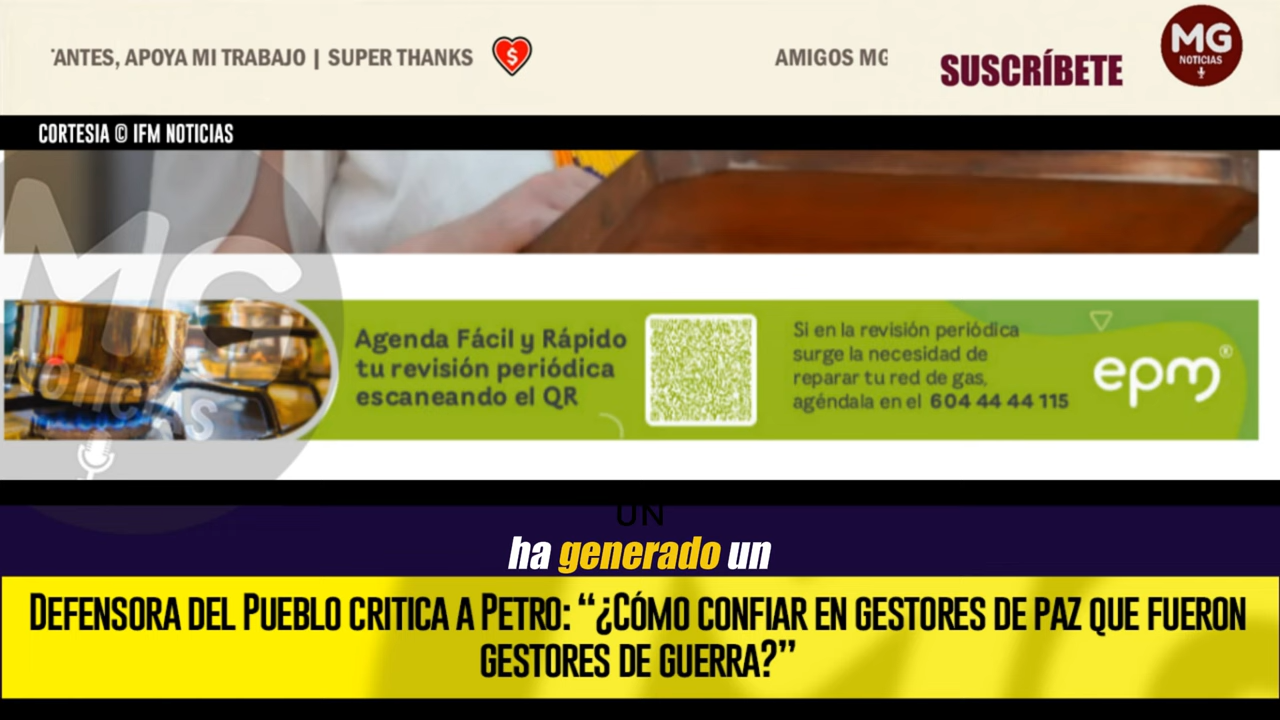 'ANTES, APOYA MI TRABAJO | SUPER THANKS
$
AMIGOS MG
SUSCRÍBETE
MG
NOTICIAS
CORTESIA © IFM NOTICIAS
MG
NOTICIAS
Agenda Fácil y Rápido
tu revisión periódica
escaneando el QR
Si en la revisión periódica
surge la necesidad de
reparar tu red de gas,
agéndala en el 604 44 44 115
epm®
UN
ha generado un
DEFENSORA DEL PUEBLO CRITICA A PETRO: “¿CÓMO CONFIAR EN GESTORES DE PAZ QUE FUERON
GESTORES DE GUERRA?”